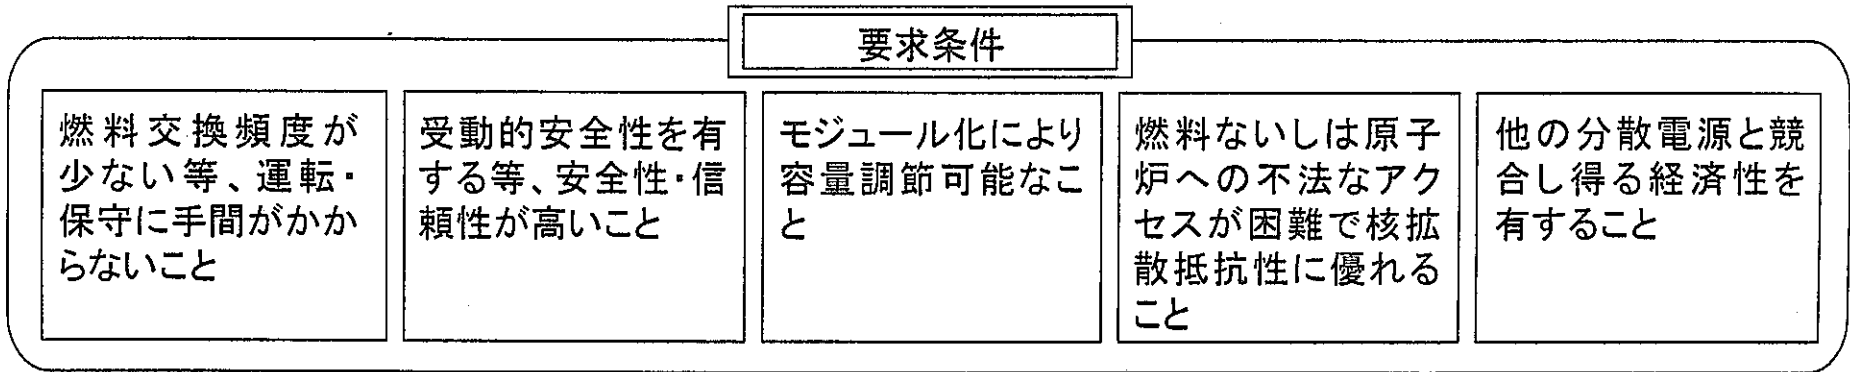 要求条件
燃料交換頻度が
少ない等、運転・
保守に手間がかか
らないこと
受動的安全性を有
する等、安全性・信
頼性が高いこと
モジュール化により
容量調節可能なこ
と
燃料ないしは原子
炉への不法なアク
セスが困難で核拡
散抵抗性に優れる
こと
他の分散電源と競
合し得る経済性を
有すること